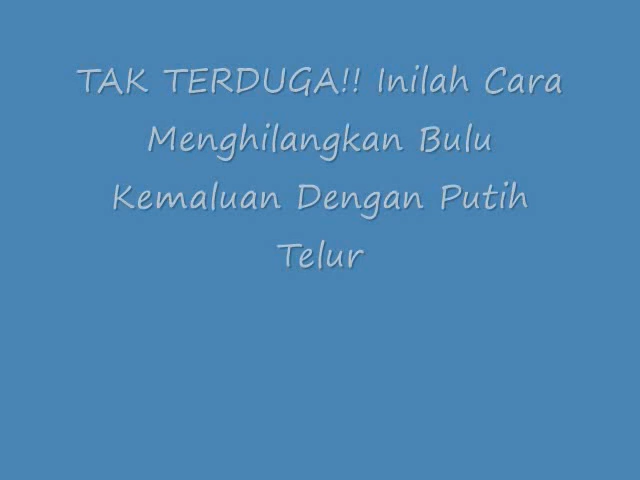 TAK TERDUGA!! Inilah Cara
Menghilangkan Bulu
Kemaluan Dengan Putih
Telur